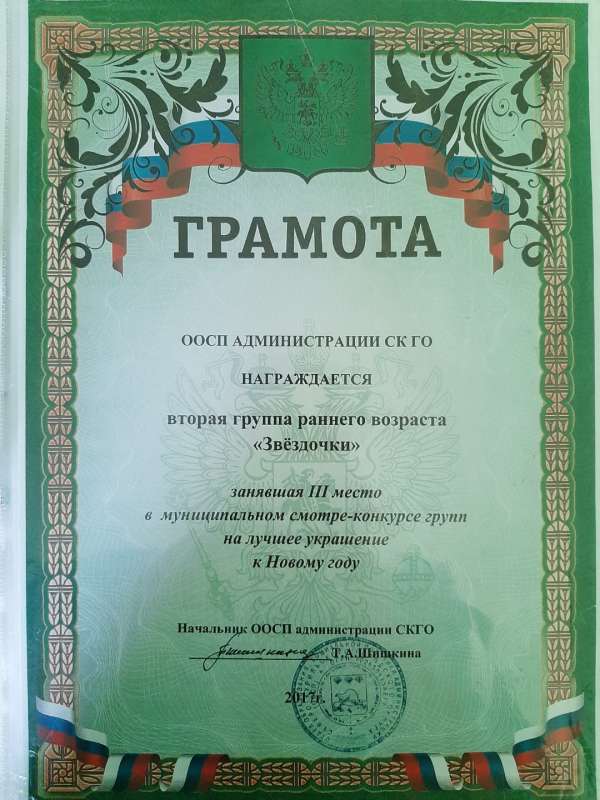 ГРАМОТА
ООСП АДМИНИСТРАЦИИ СК ГО
НАГРАЖДАЕТСЯ
вторая группа раннего возраста
«Звёздочки»
занявшая III место
в муниципальном смотре-конкурсе групп
на лучшее украшение
к Новому году
Начальник ООСП администрации СКГО
Т.А.Шишкина
2017г.